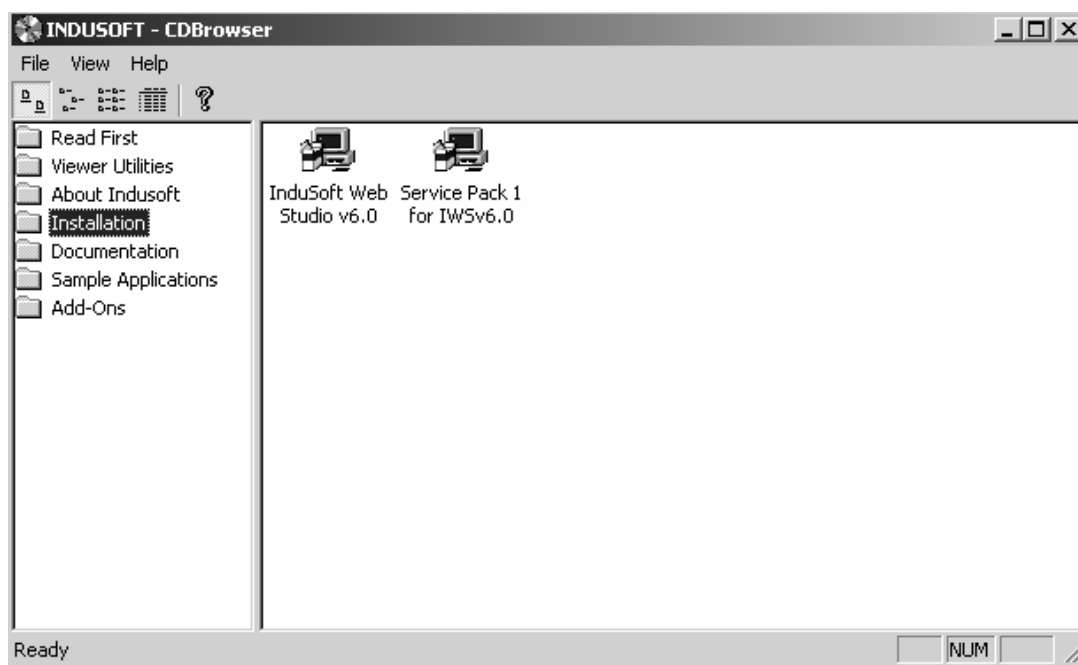 INDUSOFT - CDBrowser
File View Help
Read First
Viewer Utilities
About Indusoft
Installation
Documentation
Sample Applications
Add-Ons
InduSoft Web
Studio v6.0
Service Pack 1
for IWSv6.0
Ready
NUM